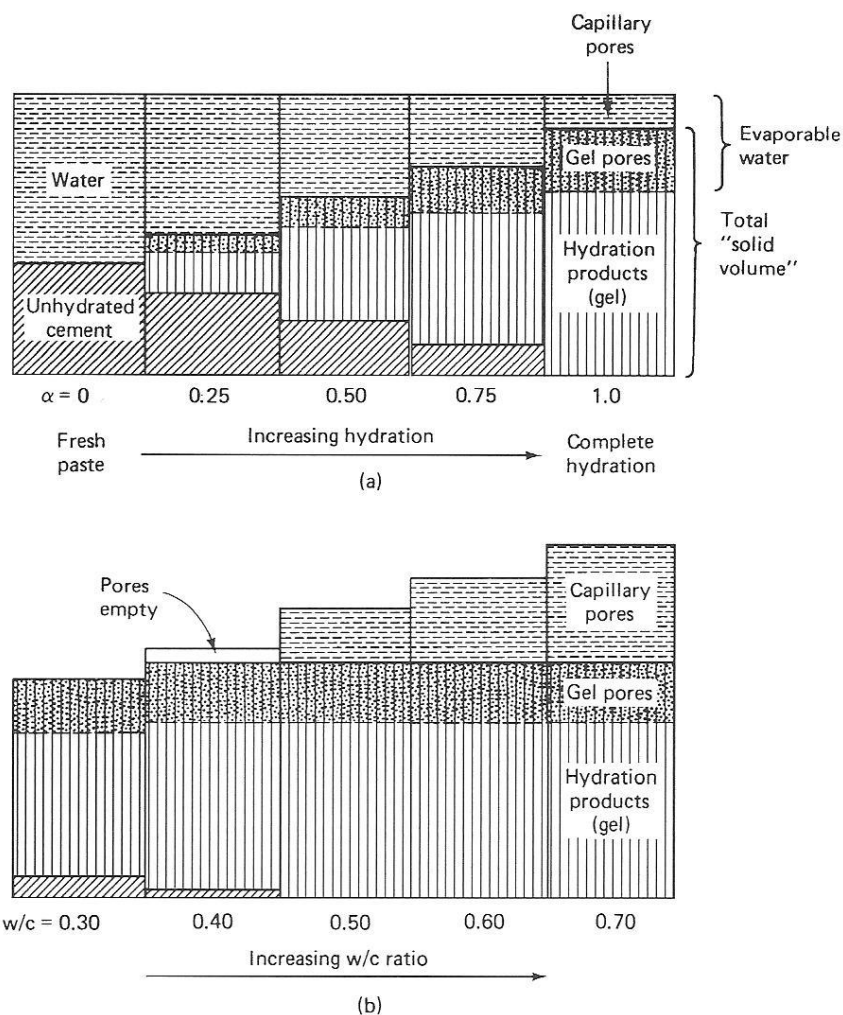 Capillary
pores
Water
Gel pores
Evaporable
water
Total
"solid
volume"
Hydration
products
(gel)
Unhydrated
cement
α = 0
0.25
0.50
0.75
1.0
Fresh
paste
Increasing hydration
Complete
hydration
(a)
Pores
empty
Capillary
pores
Gel pores
Hydration
products
(gel)
w/c = 0.30
0.40
0.50
0.60
0.70
Increasing w/c ratio
(b)